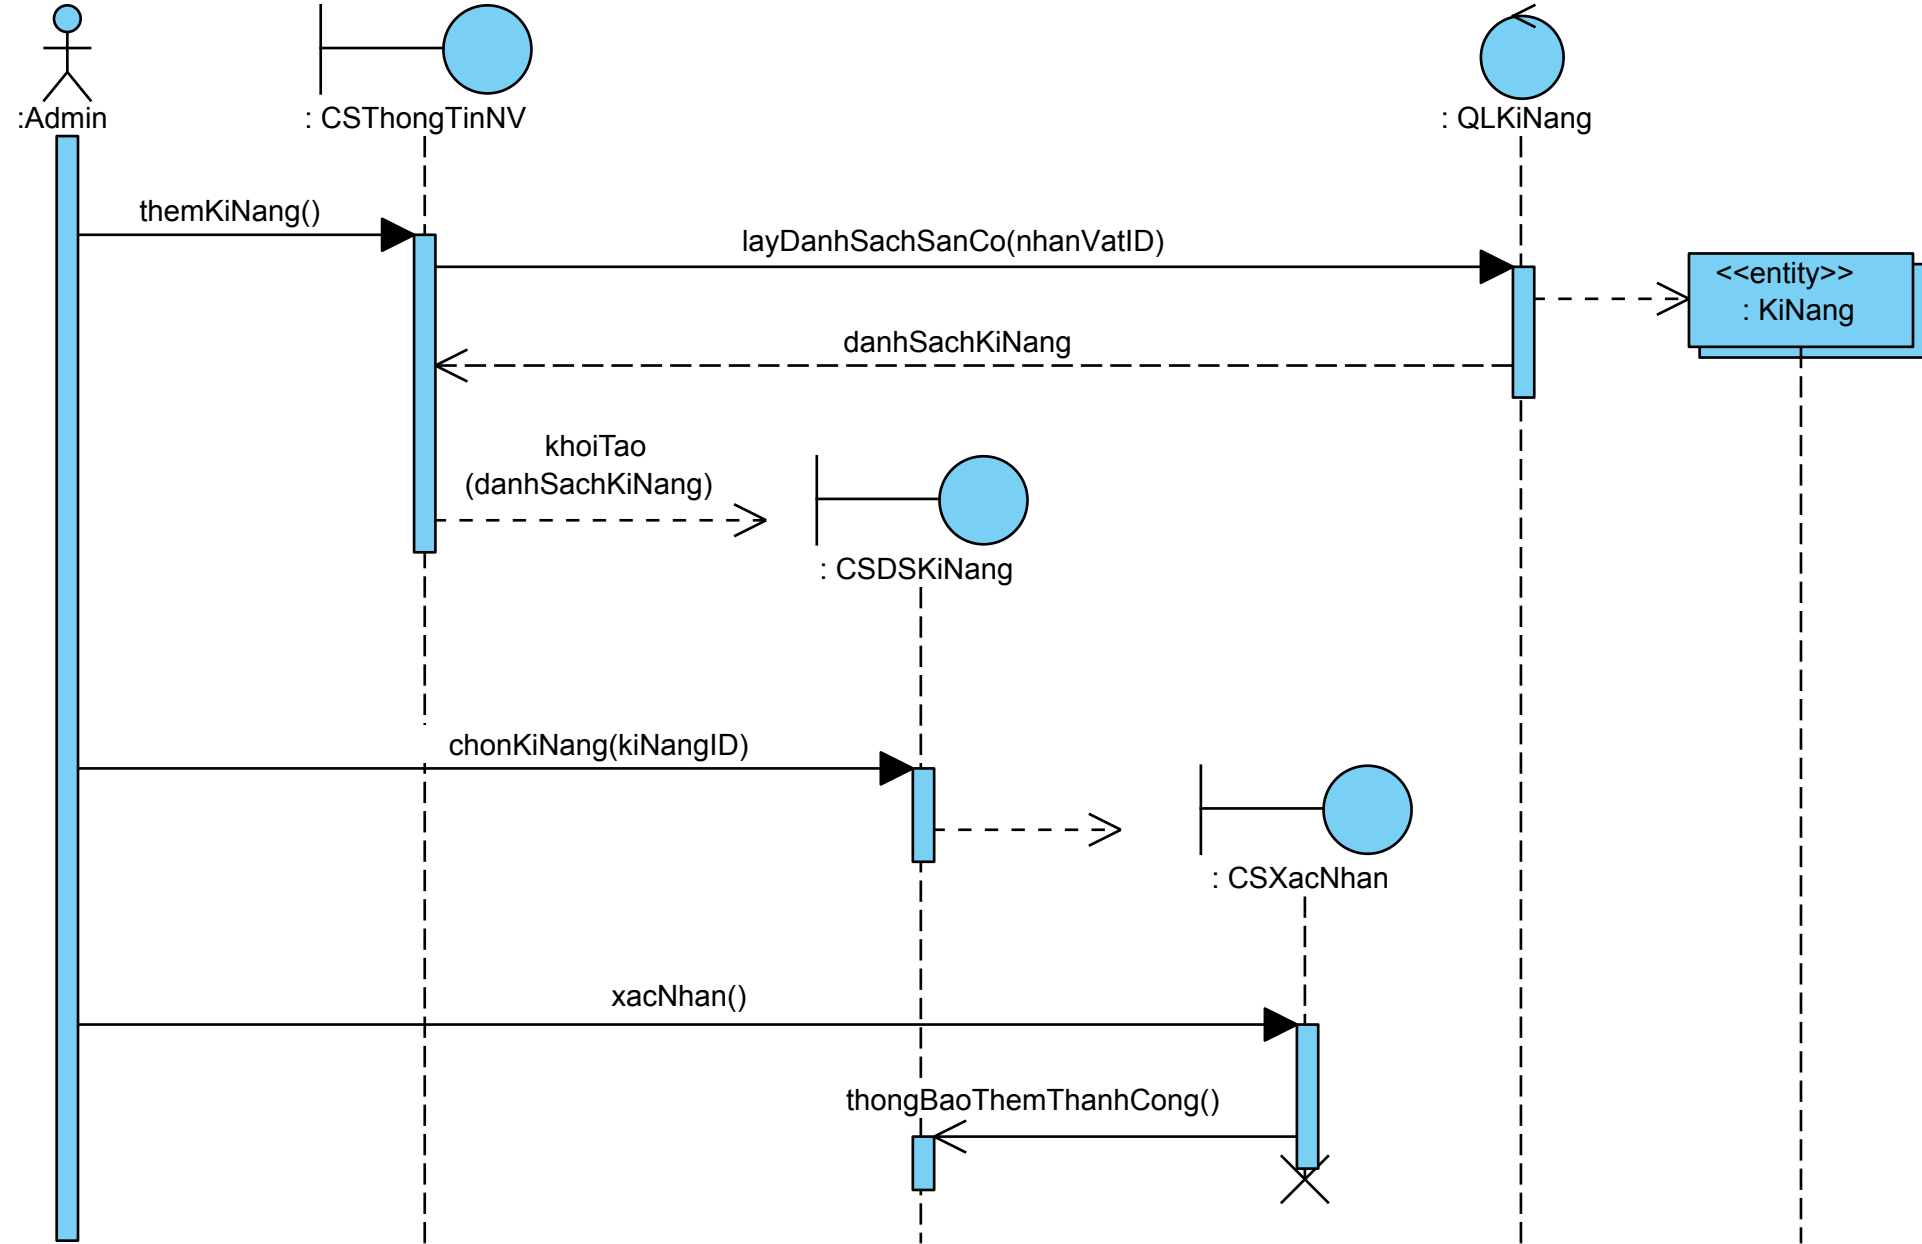 :Admin
: CSThongTinNV
: QLKiNang
themKiNang()
layDanhSachSanCo(nhanVatID)
<<entity>>
: KiNang
danhSachKiNang
khoiTao
(danhSachKiNang)
: CSDSKiNang
chonKiNang(kiNangID)
: CSXacNhan
xacNhan()
thongBaoThemThanhCong()